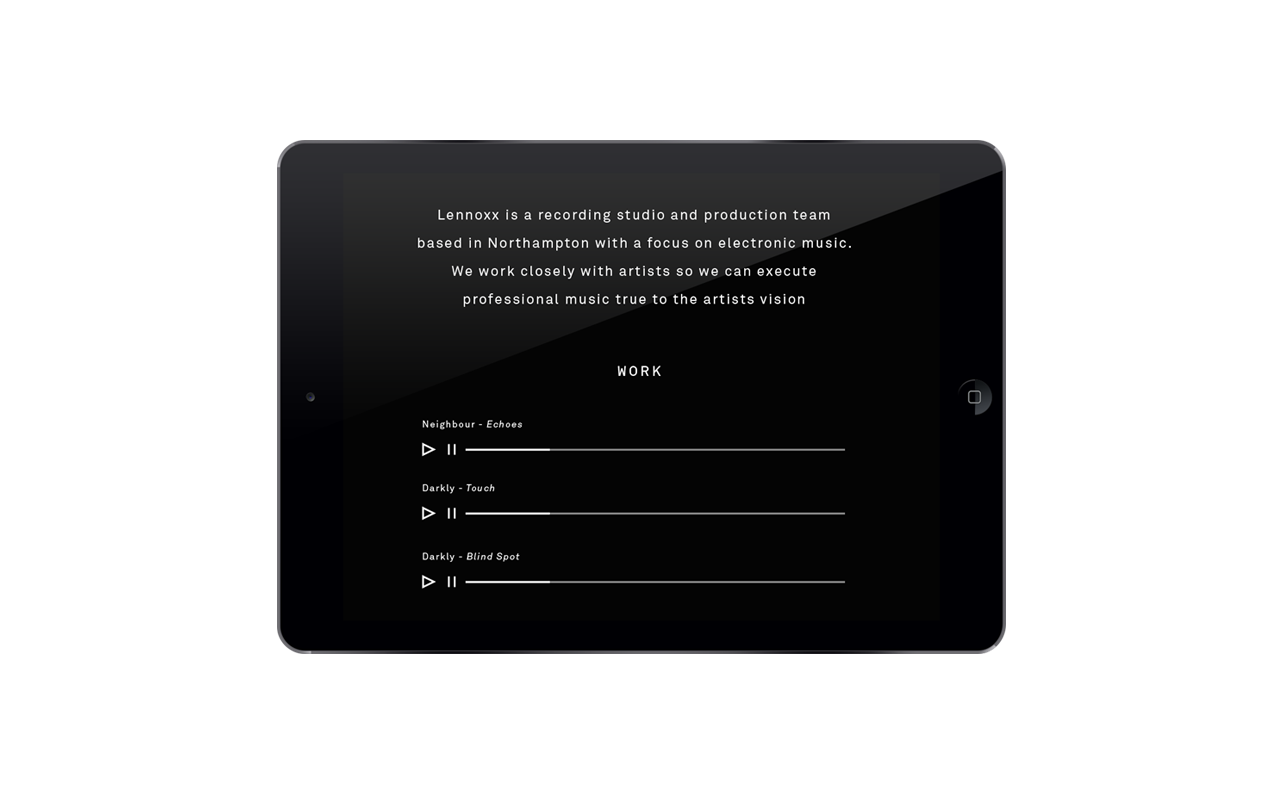 Lennoxx is a recording studio and production team
based in Northampton with a focus on electronic music.
We work closely with artists so we can execute
professional music true to the artists vision
WORK
Neighbour - Echoes
Darkly - Touch
Darkly - Blind Spot